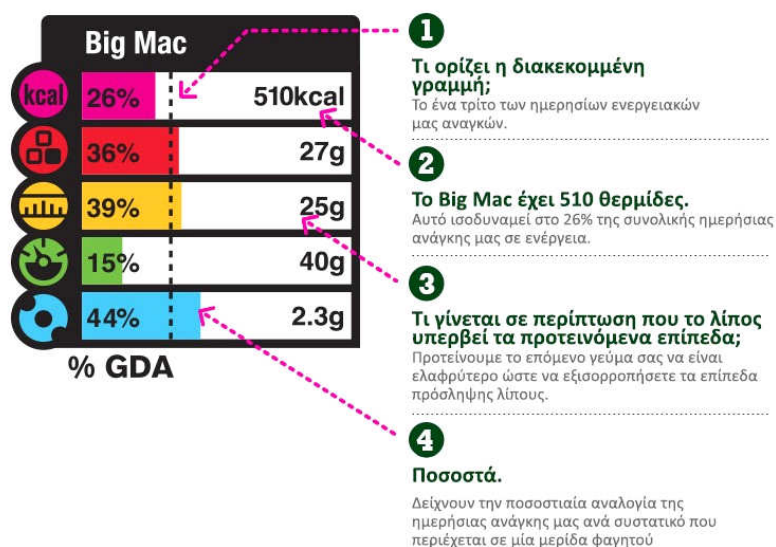 Big Mac
kcal 26% 510kcal
36% 27g
39% 25g
15% 40g
44% 2.3g
% GDA
1
Τι ορίζει η διακεκομμένη
γραμμή;
Το ένα τρίτο των ημερησίων ενεργειακών
μας αναγκών.
2
Το Big Mac έχει 510 θερμίδες.
Αυτό ισοδυναμεί στο 26% της συνολικής ημερήσιας
ανάγκης μας σε ενέργεια.
3
Τι γίνεται σε περίπτωση που το λίπος
υπερβεί τα προτεινόμενα επίπεδα;
Προτείνουμε το επόμενο γεύμα σας να είναι
ελαφρύτερο ώστε να εξισορροπήσετε τα επίπεδα
πρόσληψης λίπους.
4
Ποσοστά.
Δείχνουν την ποσοστιαία αναλογία της
ημερήσιας ανάγκης μας ανά συστατικό που
περιέχεται σε μία μερίδα φαγητού